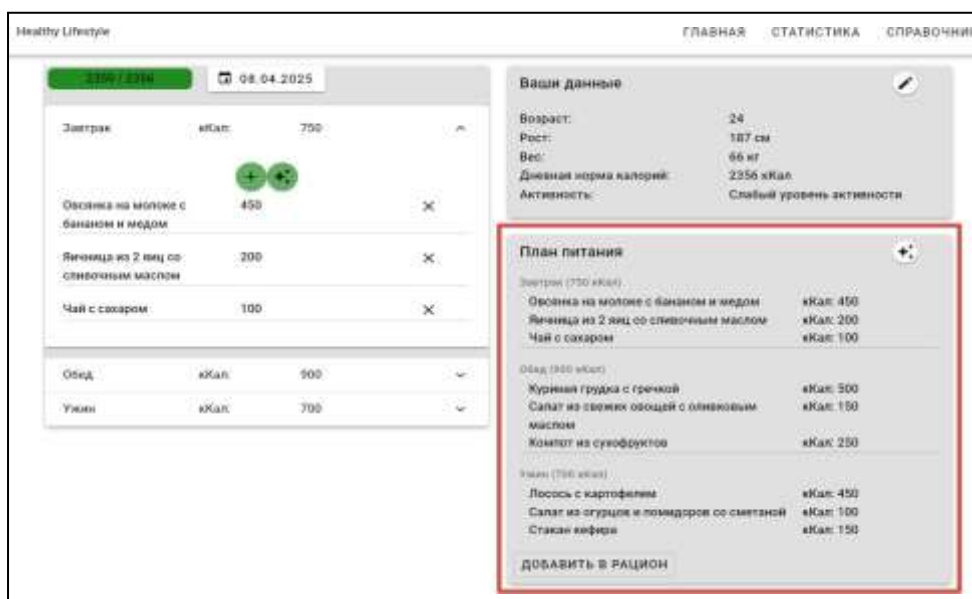 Healthy Lifestyle
ГЛАВНАЯ СТАТИСТИКА СПРАВОЧНИК
2356 / 2356
08.04.2025
Завтрак кКал: 750
Овсянка на молоке с 450
бананом и медом
Яичница из 2 яиц со 200
сливочным маслом
Чай с сахаром 100
Обед кКал: 900
Ужин кКал: 700
Ваши данные
Возраст: 24
Рост: 187 см
Вес: 66 кг
Дневная норма калорий: 2356 кКал
Активность: Слабый уровень активности
План питания
Завтрак (750 кКал)
Овсянка на молоке с бананом и медом кКал: 450
Яичница из 2 яиц со сливочным маслом кКал: 200
Чай с сахаром кКал: 100
Обед (900 кКал)
Куриная грудка с гречкой кКал: 500
Салат из свежих овощей с оливковым кКал: 150
маслом
Компот из сухофруктов кКал: 250
Ужин (700 кКал)
Лосось с картофелем кКал: 450
Салат из огурцов и помидоров со сметаной кКал: 100
Стакан кефира кКал: 150
ДОБАВИТЬ В РАЦИОН